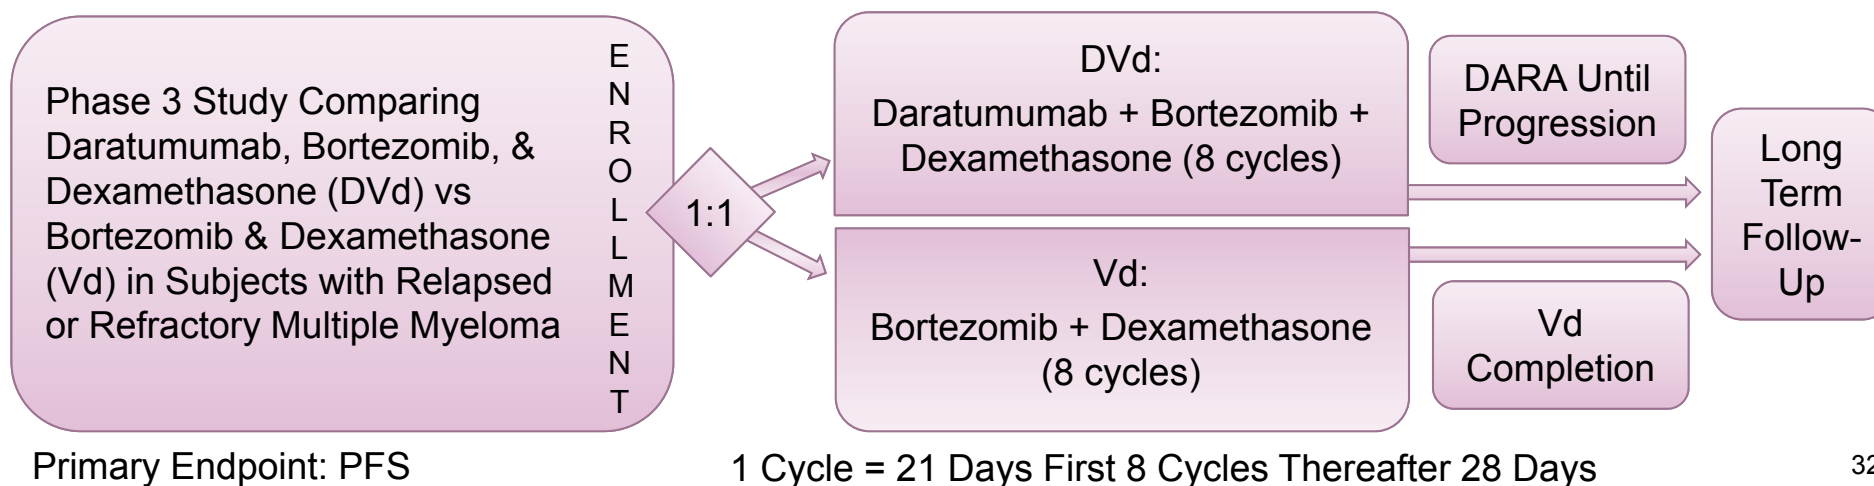 Phase 3 Study Comparing
Daratumumab, Bortezomib, &
Dexamethasone (DVd) vs
Bortezomib & Dexamethasone
(Vd) in Subjects with Relapsed
or Refractory Multiple Myeloma
ENROLLMENT
1:1
DVd:
Daratumumab + Bortezomib +
Dexamethasone (8 cycles)
Vd:
Bortezomib + Dexamethasone
(8 cycles)
DARA Until
Progression
Vd
Completion
Long
Term
Follow-
Up
Primary Endpoint: PFS
1 Cycle = 21 Days First 8 Cycles Thereafter 28 Days
32